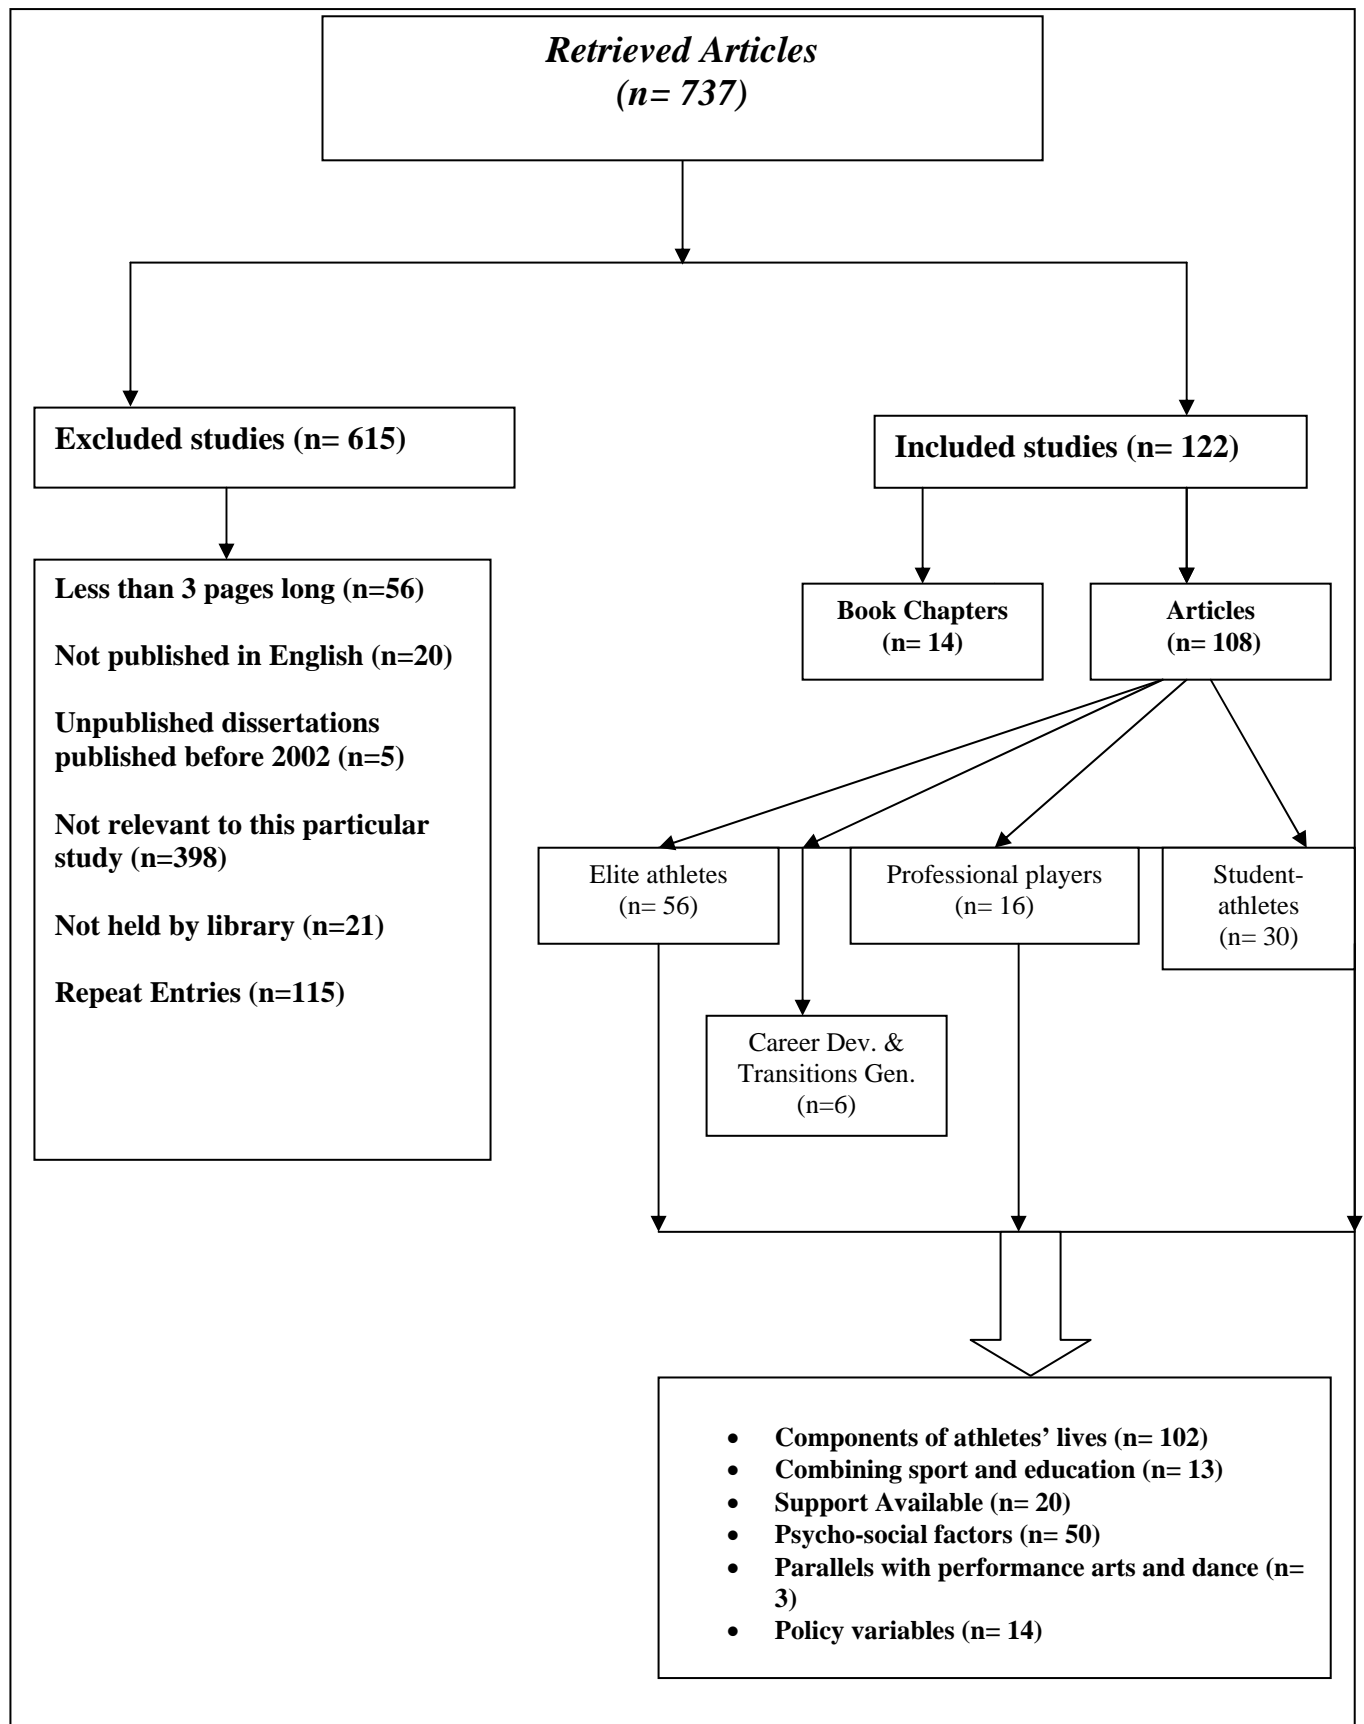 Retrieved Articles
(n= 737)
Excluded studies (n= 615)
Included studies (n= 122)
Less than 3 pages long (n=56)
Not published in English (n=20)
Unpublished dissertations
published before 2002 (n=5)
Not relevant to this particular
study (n=398)
Not held by library (n=21)
Repeat Entries (n=115)
Book Chapters
(n= 14)
Articles
(n= 108)
Elite athletes
(n= 56)
Professional players
(n= 16)
Student-
athletes
(n= 30)
Career Dev. &
Transitions Gen.
(n=6)
• Components of athletes’ lives (n= 102)
• Combining sport and education (n= 13)
• Support Available (n= 20)
• Psycho-social factors (n= 50)
• Parallels with performance arts and dance (n=
3)
• Policy variables (n= 14)